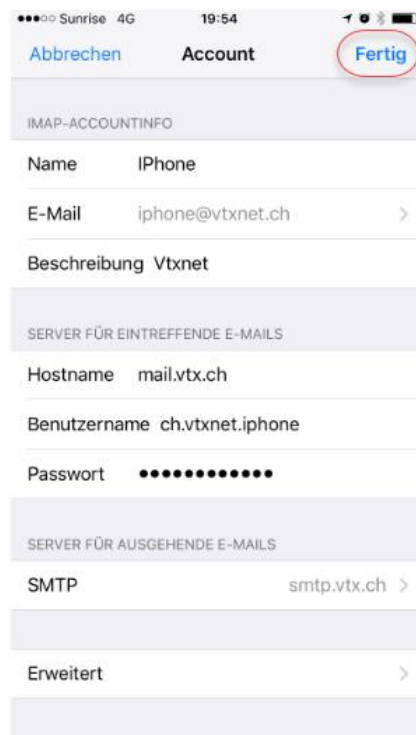 Sunrise 4G 19:54
Abbrechen Account Fertig
IMAP-ACCOUNTINFO
Name IPhone
E-Mail iphone@vtxnet.ch
Beschreibung Vtxnet
SERVER FÜR EINTREFFENDE E-MAILS
Hostname mail.vtx.ch
Benutzername ch.vtxnet.iphone
Passwort ●●●●●●●●●●●●
SERVER FÜR AUSGEHENDE E-MAILS
SMTP smtp.vtx.ch
Erweitert